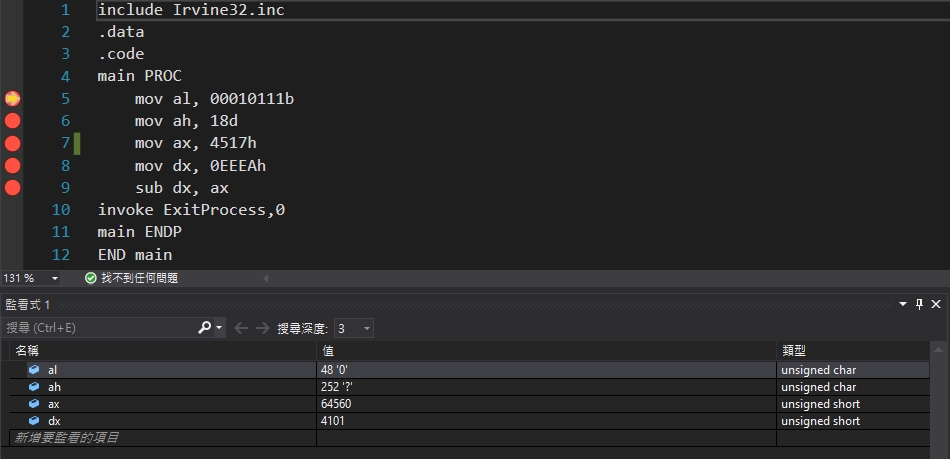 1 include Irvine32.inc
2 .data
3 .code
4 main PROC
5 mov al, 00010111b
6 mov ah, 18d
7 mov ax, 4517h
8 mov dx, 0EEEAh
9 sub dx, ax
10 invoke ExitProcess,0
11 main ENDP
12 END main
131 % 找不到任何問題
監看式 1
搜尋 (Ctrl+E) 搜尋深度: 3
名稱 值 類型
al 48 '0' unsigned char
ah 252 '?' unsigned char
ax 64560 unsigned short
dx 4101 unsigned short
新增要監看的項目